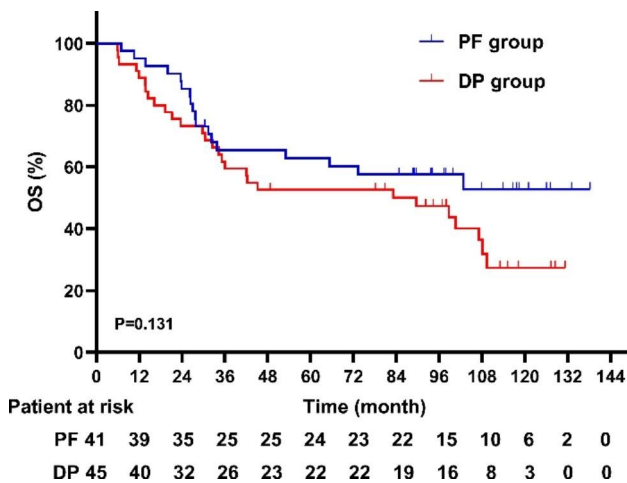 100
80
60
40
20
0
OS (%)
PF group
DP group
P=0.131
0 12 24 36 48 60 72 84 96 108 120 132 144
Patient at risk Time (month)
PF 41 39 35 25 25 24 23 22 15 10 6 2 0
DP 45 40 32 26 23 22 22 19 16 8 3 0 0